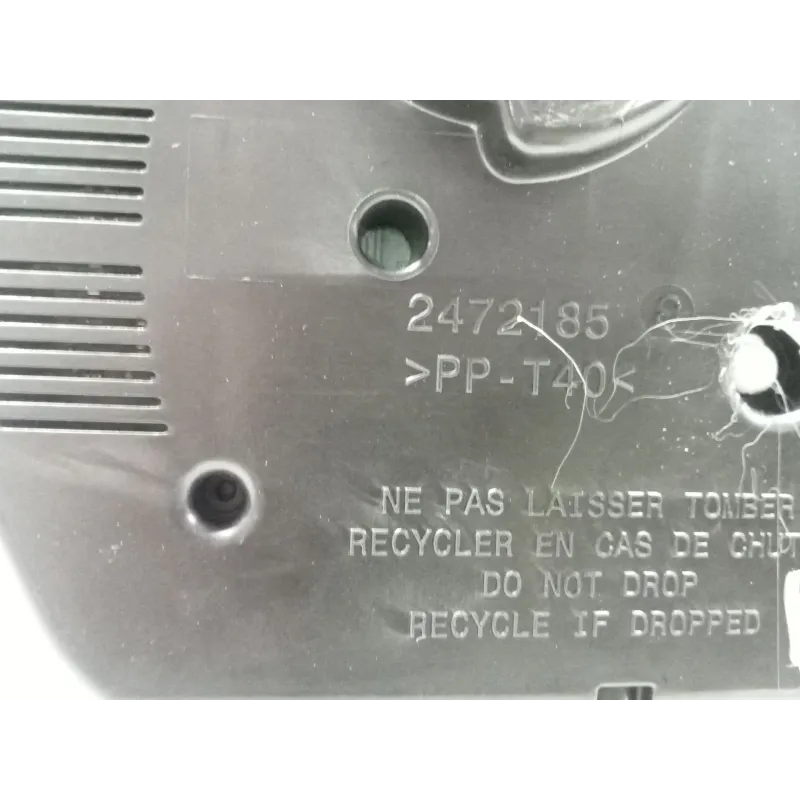 2472185
>PP-T40<
NE PAS LAISSER TOMBER
RECYCLER EN CAS DE CHUT
DO NOT DROP
RECYCLE IF DROPPED